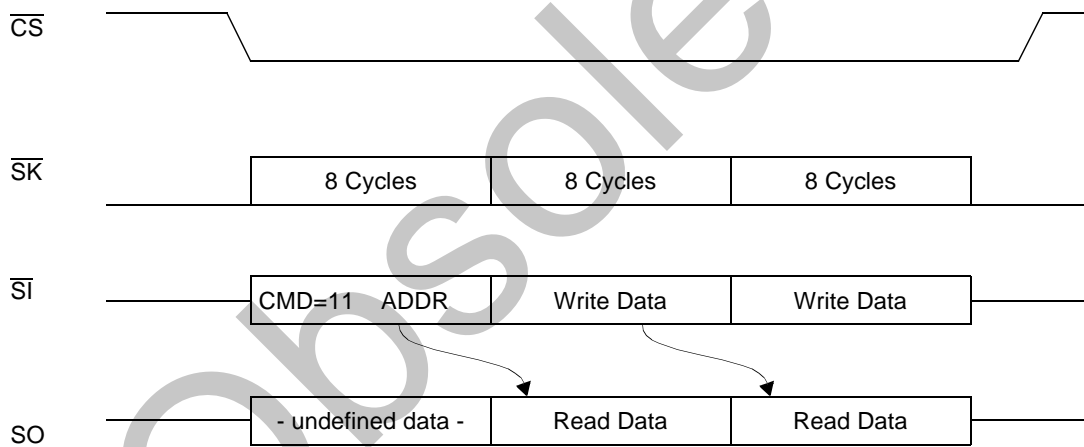 CS
SK
8 Cycles 8 Cycles 8 Cycles
SI
CMD=11 ADDR Write Data Write Data
SO
- undefined data - Read Data Read Data
Obsole